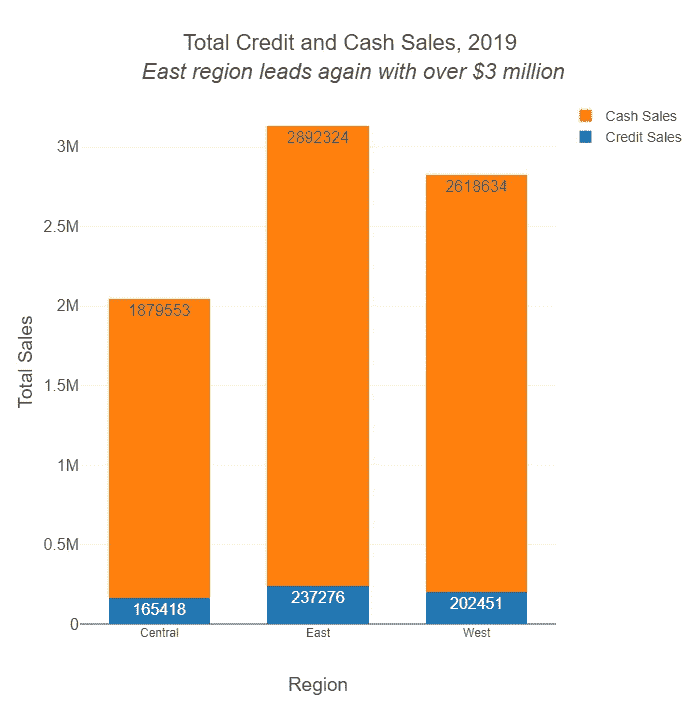 Total Credit and Cash Sales, 2019
East region leads again with over $3 million
Cash Sales
Credit Sales
Total Sales
3M
2.5M
2M
1.5M
1M
0.5M
0
2892324
2618634
1879553
165418
237276
202451
Central
East
West
Region